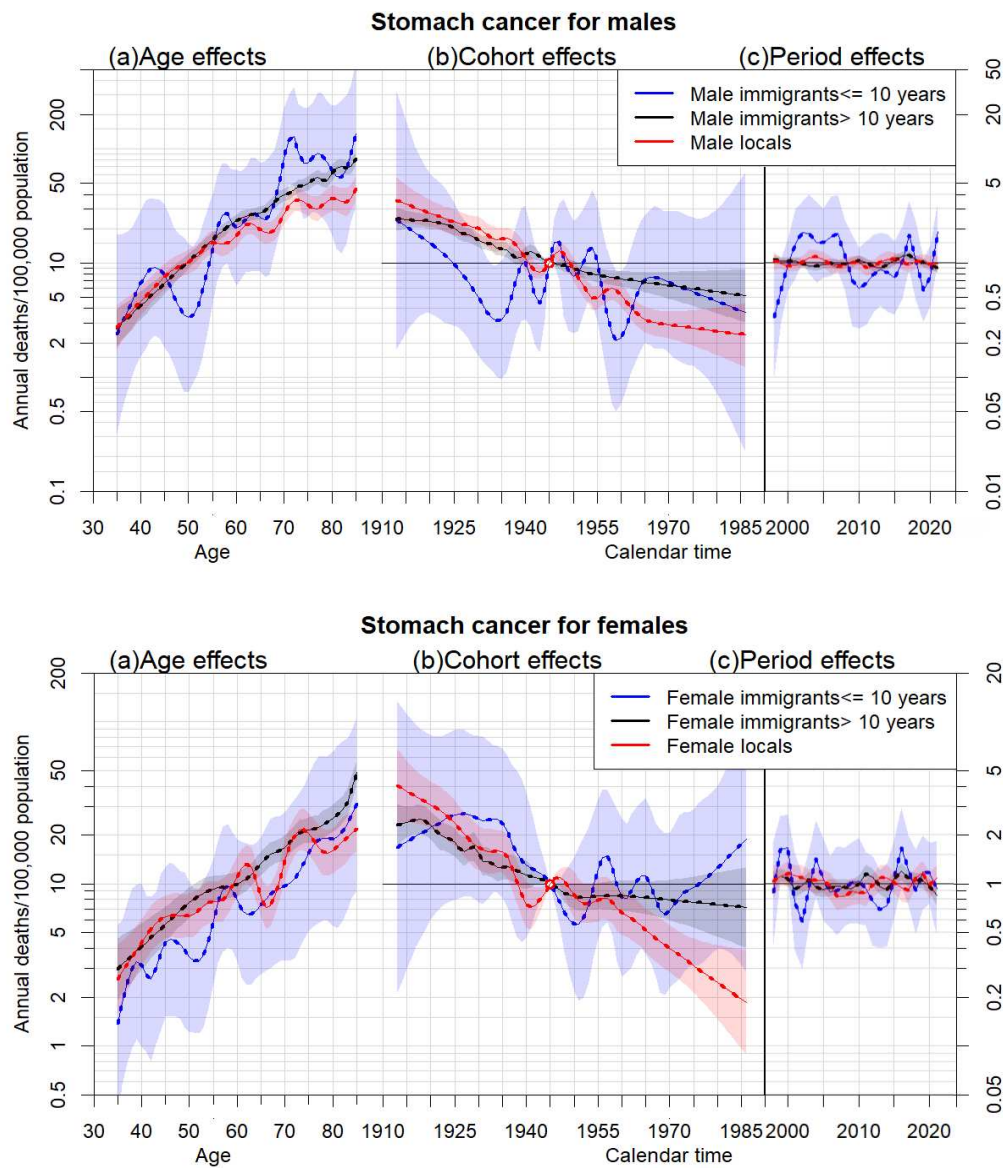 Stomach cancer for males
(a)Age effects (b)Cohort effects (c)Period effects
Male immigrants<= 10 years
Male immigrants> 10 years
Male locals
Annual deaths/100,000 population
200
50
10
5
2
0.5
0.1
50
20
5
1
0.5
0.2
0.05
0.01
30 40 50 60 70 80 1910 1925 1940 1955 1970 1985 2000 2010 2020
Age Calendar time
Stomach cancer for females
(a)Age effects (b)Cohort effects (c)Period effects
Female immigrants<= 10 years
Female immigrants> 10 years
Female locals
Annual deaths/100,000 population
200
50
20
10
5
2
1
0.5
20
5
2
1
0.5
0.2
0.05
30 40 50 60 70 80 1910 1925 1940 1955 1970 1985 2000 2010 2020
Age Calendar time